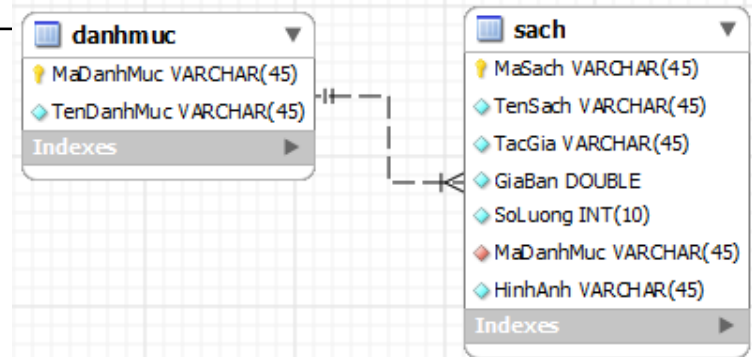 danhmuc
MaDanhMuc VARCHAR(45)
TenDanhMuc VARCHAR(45)
Indexes
sach
MaSach VARCHAR(45)
TenSach VARCHAR(45)
TacGia VARCHAR(45)
GiaBan DOUBLE
SoLuong INT(10)
MaDanhMuc VARCHAR(45)
HinhAnh VARCHAR(45)
Indexes